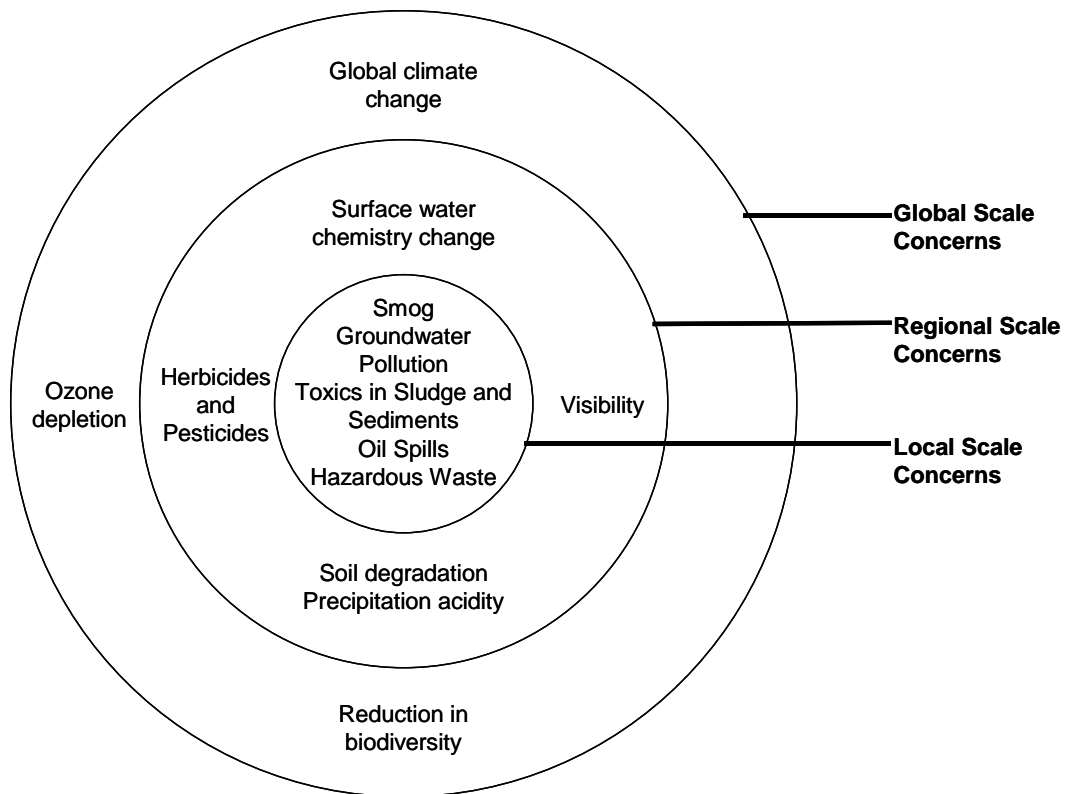 Global climate
change
Surface water
chemistry change
Smog
Groundwater
Pollution
Toxics in Sludge and
Sediments
Oil Spills
Hazardous Waste
Ozone
depletion
Herbicides
and
Pesticides
Visibility
Soil degradation
Precipitation acidity
Reduction in
biodiversity
Global Scale
Concerns
Regional Scale
Concerns
Local Scale
Concerns